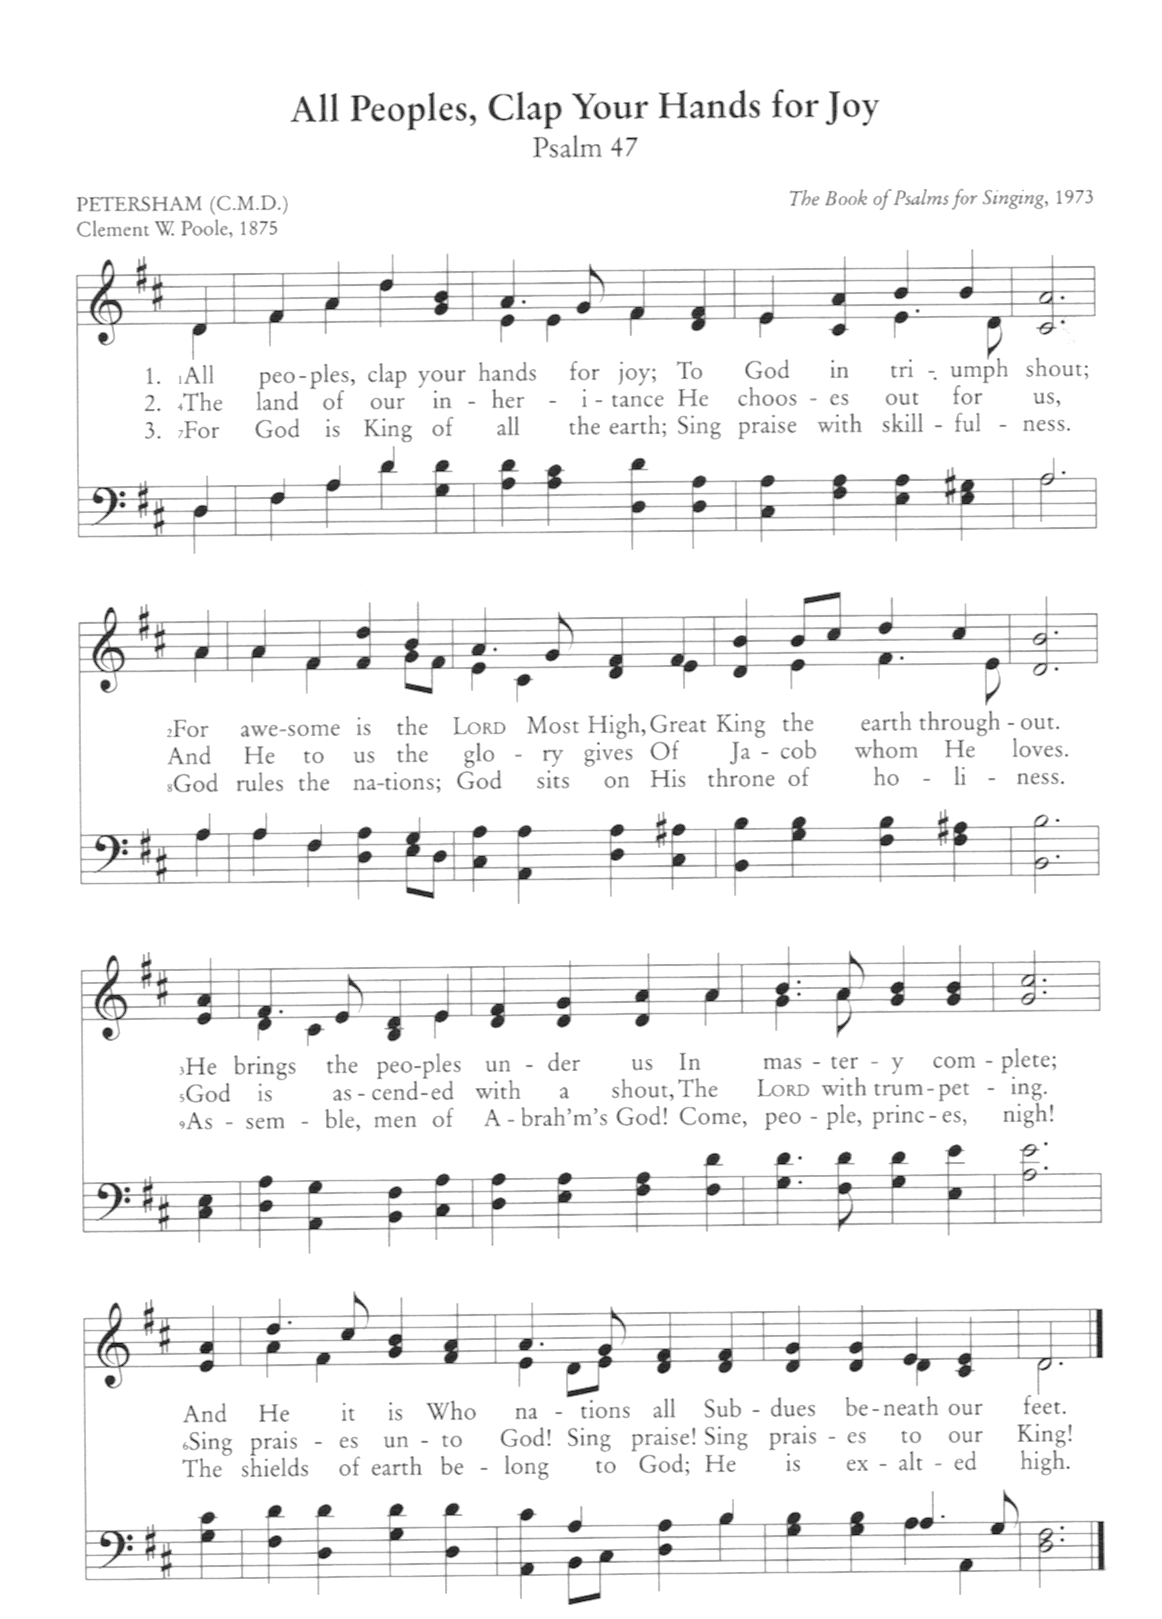 All Peoples, Clap Your Hands for Joy
Psalm 47
PETERSHAM (C.M.D.)
The Book of Psalms for Singing, 1973
Clement W. Poole, 1875
1. 1All peo-ples, clap your hands for joy; To God in tri - umph shout;
2. 4The land of our in - her - i - tance He choos - es out for us,
3. 7For God is King of all the earth; Sing praise with skill - ful - ness.
2For awe-some is the LORD Most High, Great King the earth through - out.
And He to us the glo - ry gives Of Ja - cob whom He loves.
8God rules the na-tions; God sits on His throne of ho - li - ness.
3He brings the peo-ples un - der us In mas - ter - y com - plete;
5God is as - cend-ed with a shout, The LORD with trum-pet - ing.
9As - sem - ble, men of A - brah'm's God! Come, peo - ple, princ - es, nigh!
And He it is Who na - tions all Sub - dues be-neath our feet.
6Sing prais - es un - to God! Sing praise! Sing prais - es to our King!
The shields of earth be - long to God; He is ex - alt - ed high.